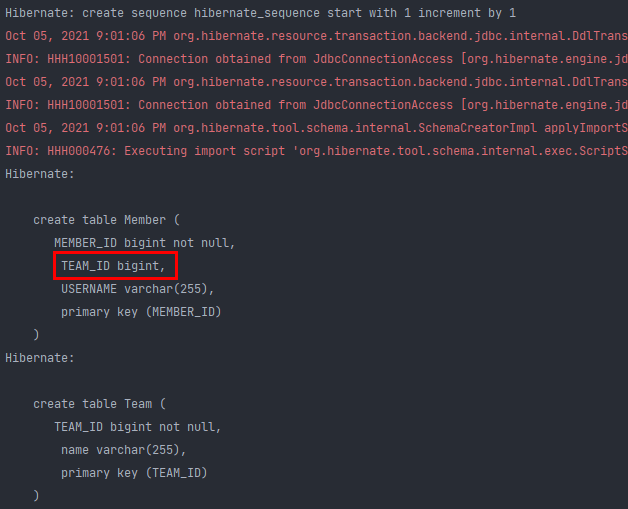 Hibernate: create sequence hibernate_sequence start with 1 increment by 1
Oct 05, 2021 9:01:06 PM org.hibernate.resource.transaction.backend.jdbc.internal.DdlTrans
INFO: HHH10001501: Connection obtained from JdbcConnectionAccess [org.hibernate.engine.jd
Oct 05, 2021 9:01:06 PM org.hibernate.resource.transaction.backend.jdbc.internal.DdlTrans
INFO: HHH10001501: Connection obtained from JdbcConnectionAccess [org.hibernate.engine.jd
Oct 05, 2021 9:01:06 PM org.hibernate.tool.schema.internal.SchemaCreatorImpl applyImportS
INFO: HHH000476: Executing import script 'org.hibernate.tool.schema.internal.exec.ScriptS
Hibernate:
create table Member (
MEMBER_ID bigint not null,
TEAM_ID bigint,
USERNAME varchar(255),
primary key (MEMBER_ID)
)
Hibernate:
create table Team (
TEAM_ID bigint not null,
name varchar(255),
primary key (TEAM_ID)
)